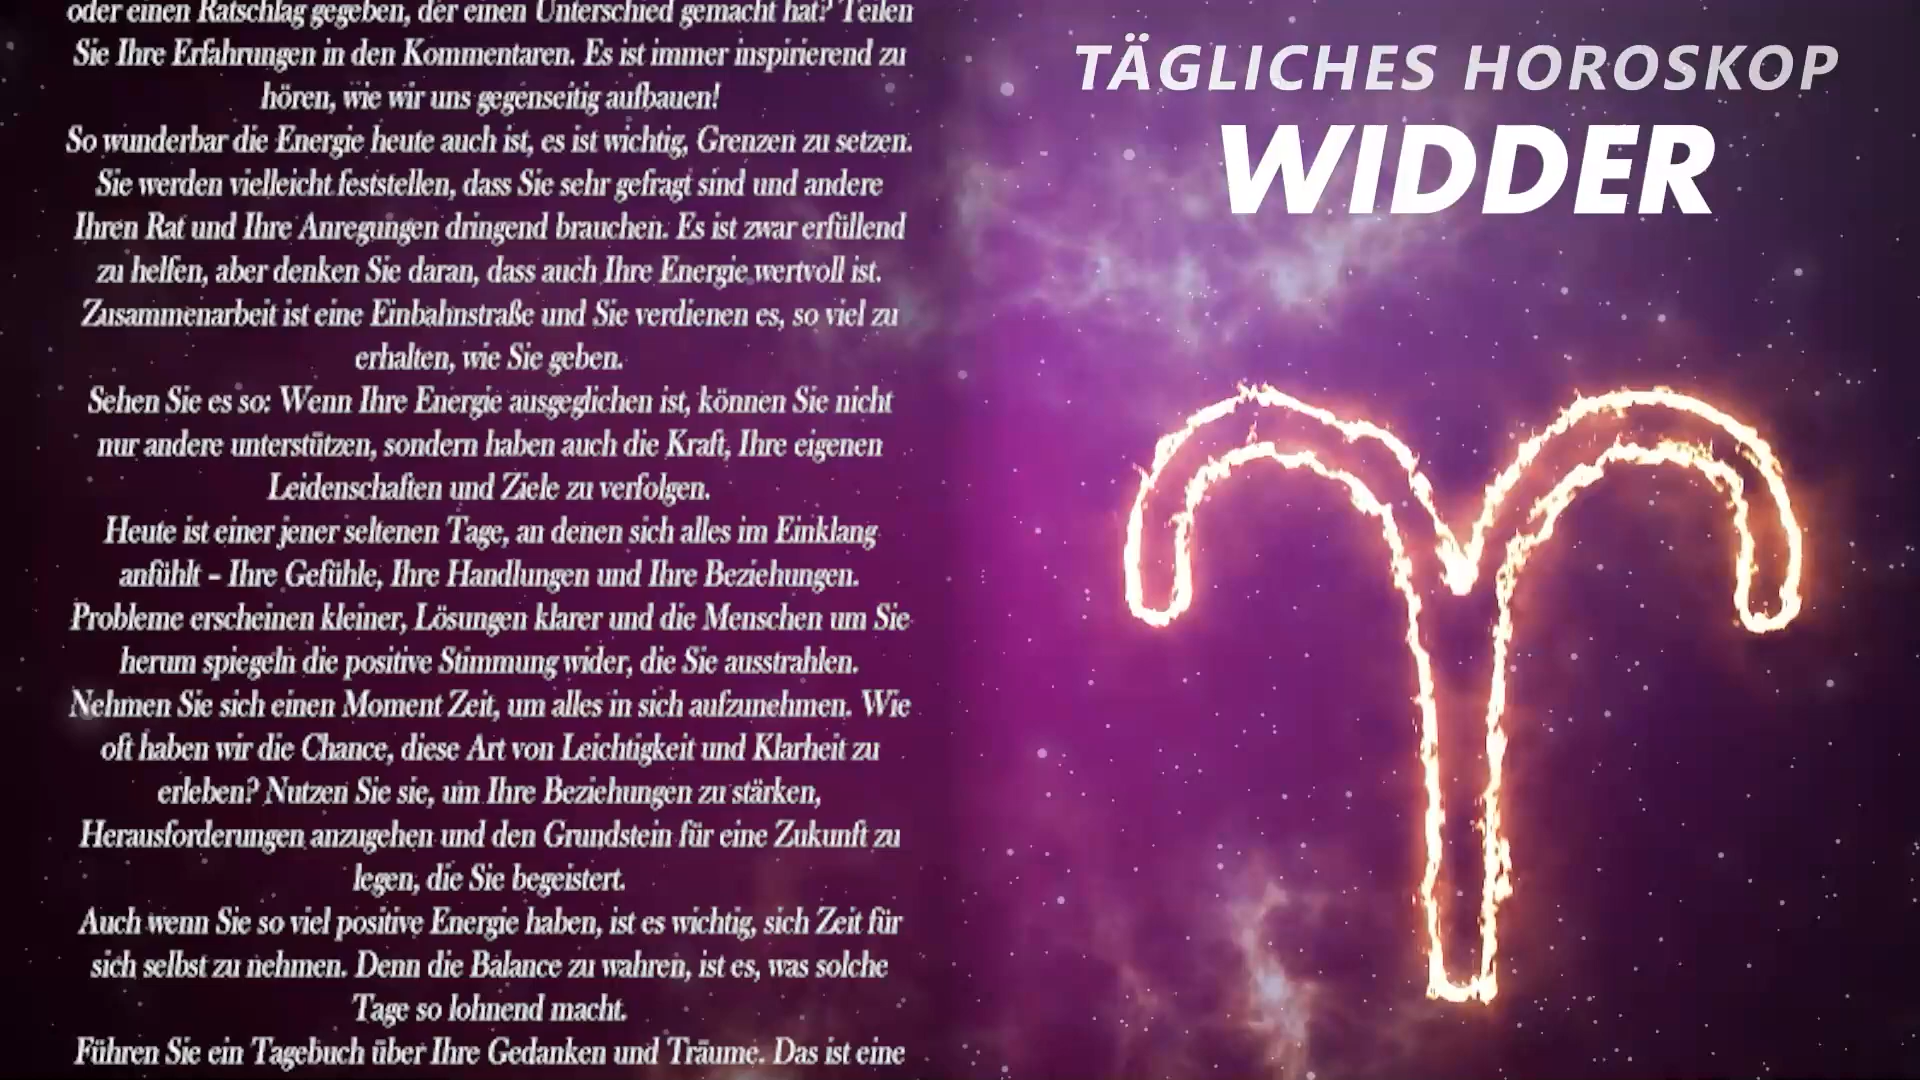 oder einen Ratschlag gegeben, der einen Unterschied gemacht hat? Teilen
Sie Ihre Erfahrungen in den Kommentaren. Es ist immer inspirierend zu
hören, wie wir uns gegenseitig aufbauen!
So wunderbar die Energie heute auch ist, es ist wichtig, Grenzen zu setzen.
Sie werden vielleicht feststellen, dass Sie sehr gefragt sind und andere
Ihren Rat und Ihre Anregungen dringend brauchen. Es ist zwar erfüllend
zu helfen, aber denken Sie daran, dass auch Ihre Energie wertvoll ist.
Zusammenarbeit ist eine Einbahnstraße und Sie verdienen es, so viel zu
erhalten, wie Sie geben.
Sehen Sie es so: Wenn Ihre Energie ausgeglichen ist, können Sie nicht
nur andere unterstützen, sondern haben auch die Kraft, Ihre eigenen
Leidenschaften und Ziele zu verfolgen.
Heute ist einer jener seltenen Tage, an denen sich alles im Einklang
anfühlt – Ihre Gefühle, Ihre Handlungen und Ihre Beziehungen.
Probleme erscheinen kleiner, Lösungen klarer und die Menschen um Sie
herum spiegeln die positive Stimmung wider, die Sie ausstrahlen.
Nehmen Sie sich einen Moment Zeit, um alles in sich aufzunehmen. Wie
oft haben wir die Chance, diese Art von Leichtigkeit und Klarheit zu
erleben? Nutzen Sie sie, um Ihre Beziehungen zu stärken,
Herausforderungen anzugehen und den Grundstein für eine Zukunft zu
legen, die Sie begeistert.
Auch wenn Sie so viel positive Energie haben, ist es wichtig, sich Zeit für
sich selbst zu nehmen. Denn die Balance zu wahren, ist es, was solche
Tage so lohnend macht.
Führen Sie ein Tagebuch über Ihre Gedanken und Träume. Das ist eine
TÄGLICHES HOROSKOP
WIDDER